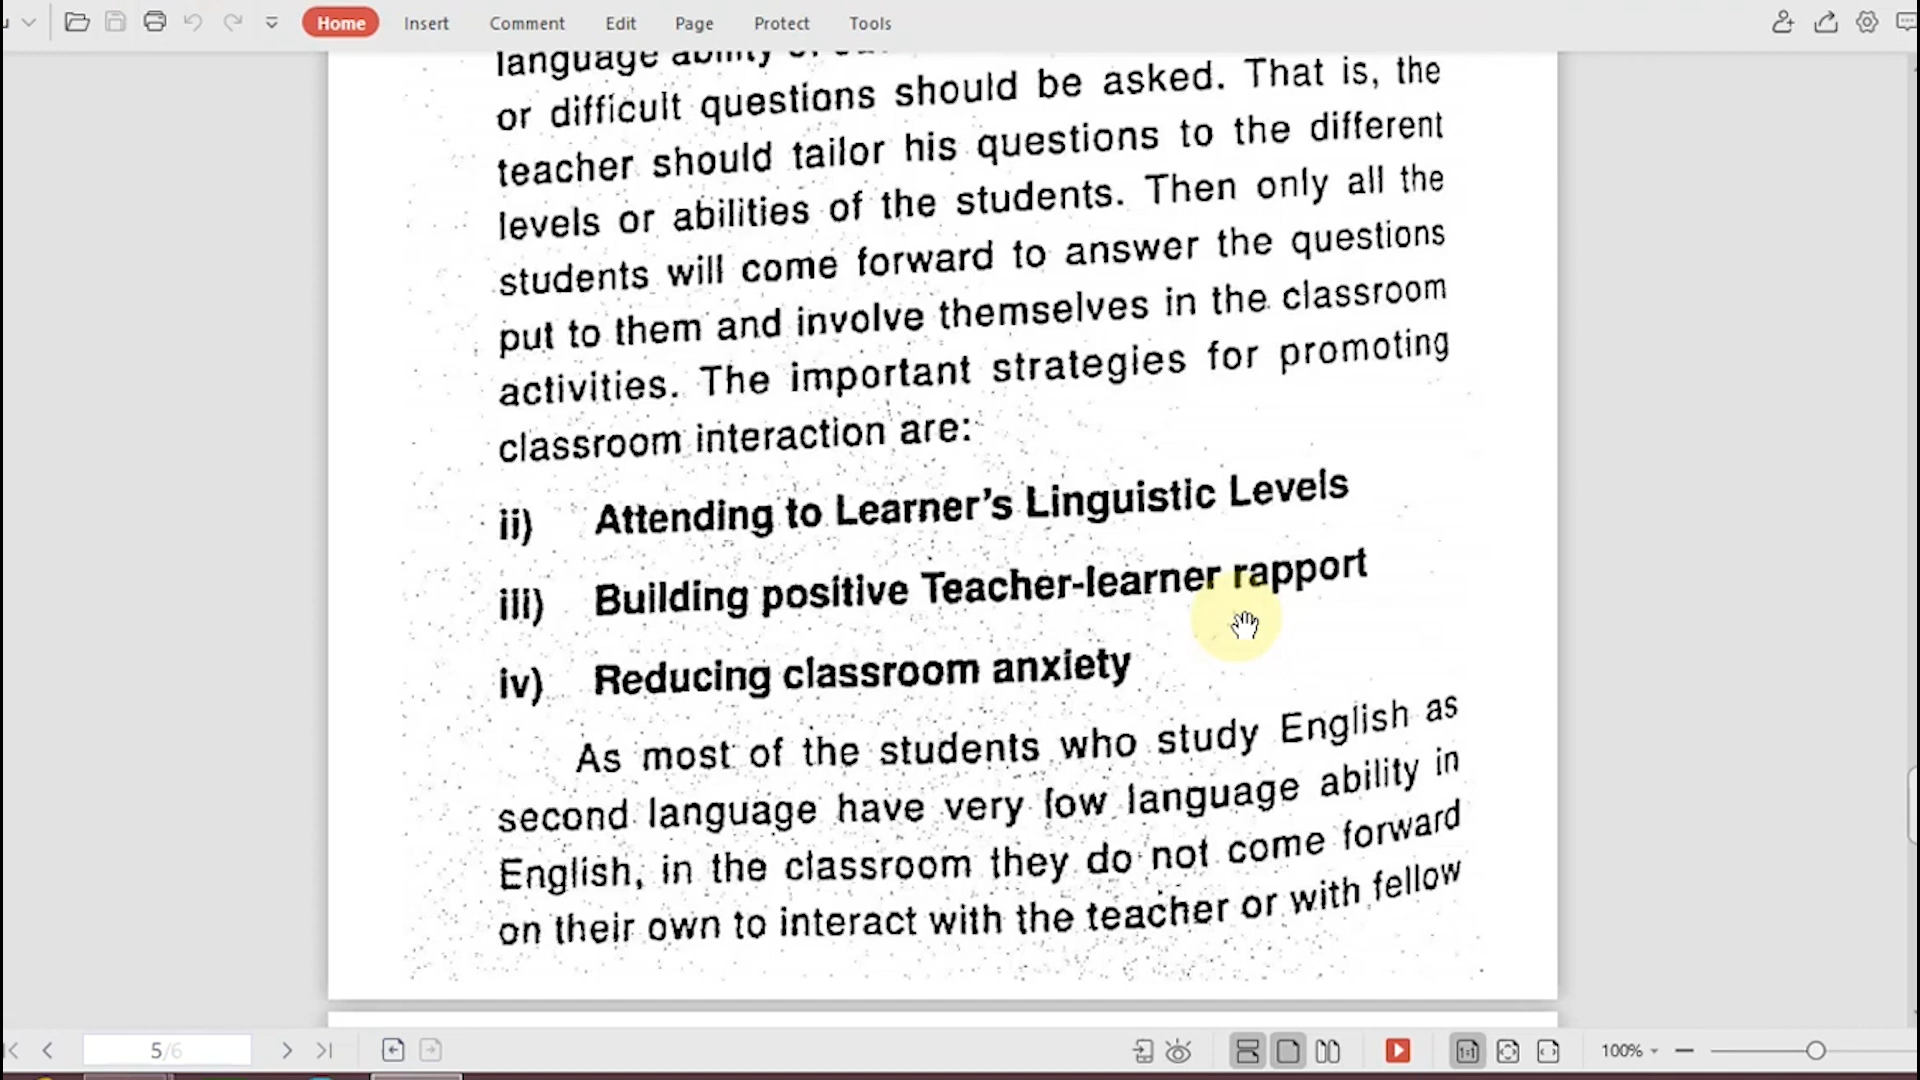 Home Insert Comment Edit Page Protect Tools
language ability
or difficult questions should be asked. That is, the
teacher should tailor his questions to the different
levels or abilities of the students. Then only all the
students will come forward to answer the questions
put to them and involve themselves in the classroom
activities. The important strategies for promoting
classroom interaction are:
ii) Attending to Learner's Linguistic Levels
iii) Building positive Teacher-learner rapport
iv) Reducing classroom anxiety
As most of the students who study English as
second language have very low language ability in
English, in the classroom they do not come forward
on their own to interact with the teacher or with fellow
5/6 100%